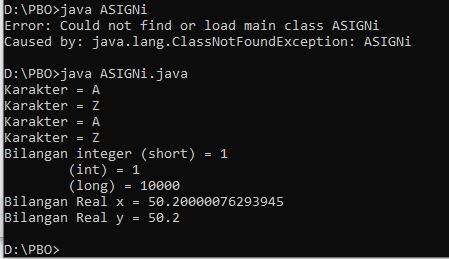 D:\PBO>java ASIGNi
Error: Could not find or load main class ASIGNi
Caused by: java.lang.ClassNotFoundException: ASIGNi
D:\PBO>java ASIGNi.java
Karakter = A
Karakter = Z
Karakter = A
Karakter = Z
Bilangan integer (short) = 1
(int) = 1
(long) = 10000
Bilangan Real x = 50.20000076293945
Bilangan Real y = 50.2
D:\PBO>